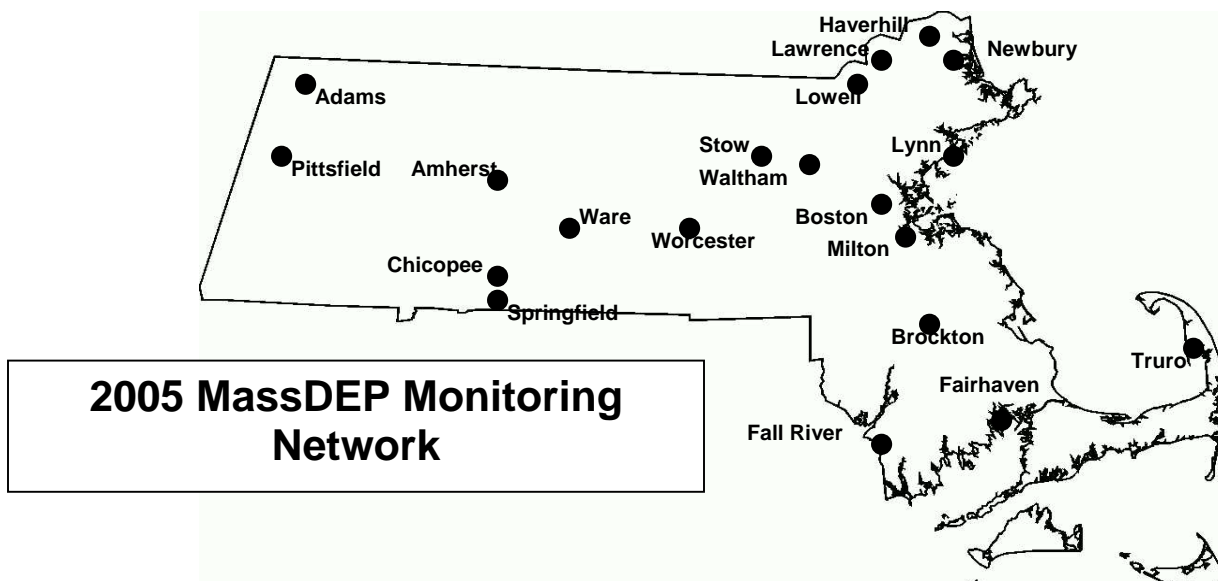 Haverhill
Lawrence
Newbury
Adams
Lowell
Stow
Lynn
Pittsfield
Amherst
Waltham
Ware
Boston
Worcester
Milton
Chicopee
Springfield
Brockton
Truro
2005 MassDEP Monitoring
Network
Fairhaven
Fall River